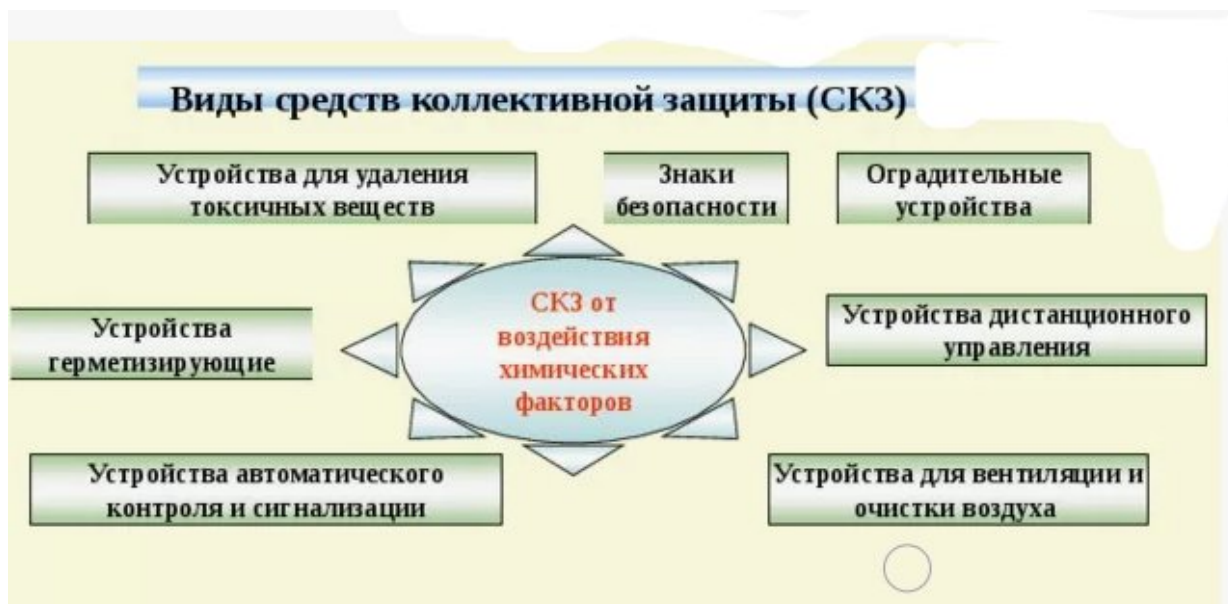 Виды средств коллективной защиты (СКЗ)
Устройства для удаления
токсичных веществ
Знаки
безопасности
Оградительные
устройства
СКЗ от
воздействия
химических
факторов
Устройства
герметизирующие
Устройства дистанционного
управления
Устройства автоматического
контроля и сигнализации
Устройства для вентиляции и
очистки воздуха